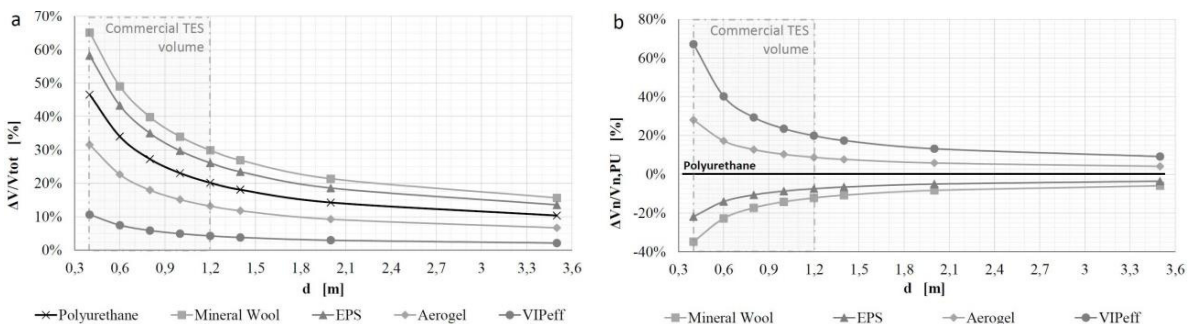 a
ΔV/Vtot [%]
70%
60%
50%
40%
30%
20%
10%
0%
Commercial TES
volume
0,3 0,6 0,9 1,2 1,5 1,8 2,1 2,4 2,7 3 3,3 3,6
d [m]
Polyurethane Mineral Wool EPS Aerogel VIPeff
b
ΔVn/Vn,PU [%]
80%
60%
40%
20%
0%
-20%
-40%
Commercial TES
volume
Polyurethane
0,3 0,6 0,9 1,2 1,5 1,8 2,1 2,4 2,7 3 3,3 3,6
d [m]
Mineral Wool EPS Aerogel VIPeff